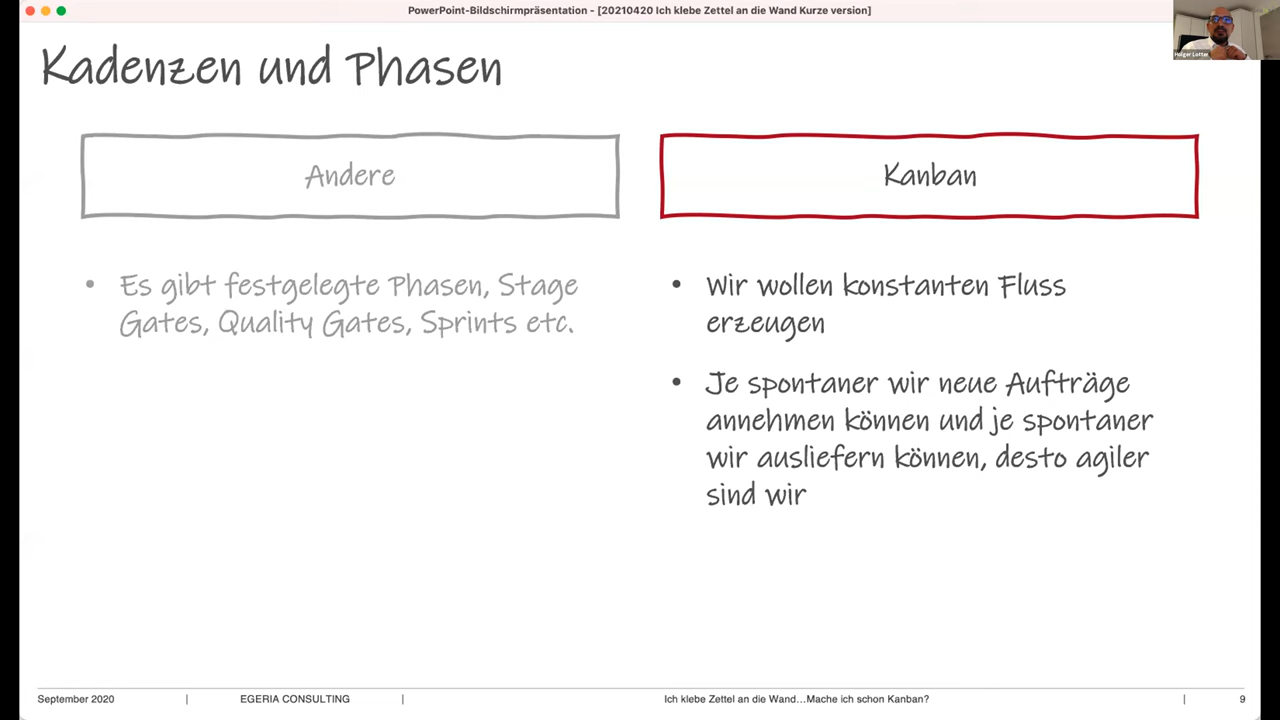 PowerPoint-Bildschirmpräsentation - [20210420 Ich klebe Zettel an die Wand Kurze version]
Kadenzen und Phasen
Andere
Es gibt festgelegte Phasen, Stage
Gates, Quality Gates, Sprints etc.
Kanban
Wir wollen konstanten Fluss
erzeugen
Je spontaner wir neue Aufträge
annehmen können und je spontaner
wir ausliefern können, desto agiler
sind wir
September 2020 | EGERIA CONSULTING | Ich klebe Zettel an die Wand...Mache ich schon Kanban? | 9
Holger Lotter